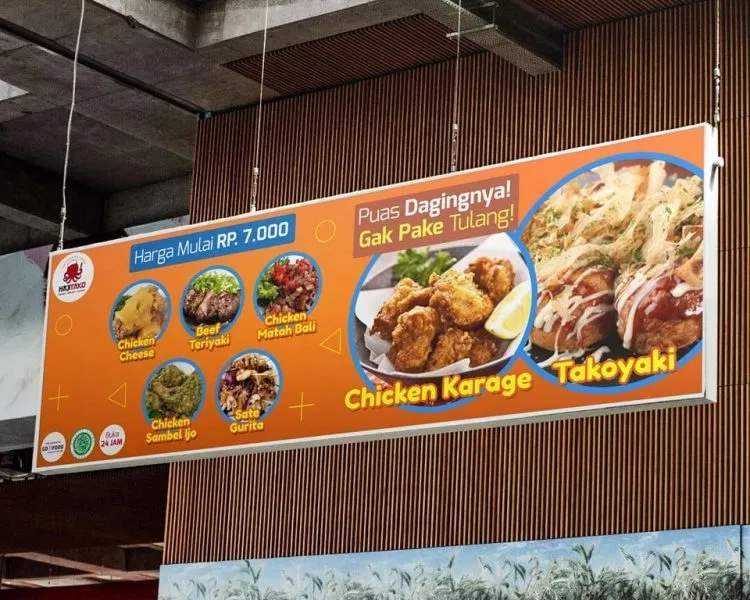 HAJITAKO
Harga Mulai RP. 7.000
Puas Dagingnya!
Gak Pake Tulang!
Chicken
Cheese
Beef
Teriyaki
Chicken
Matah Bali
Chicken
Sambel Ijo
Sate
Gurita
Chicken Karage
Takoyaki
GOFOOD
Buka
24 JAM